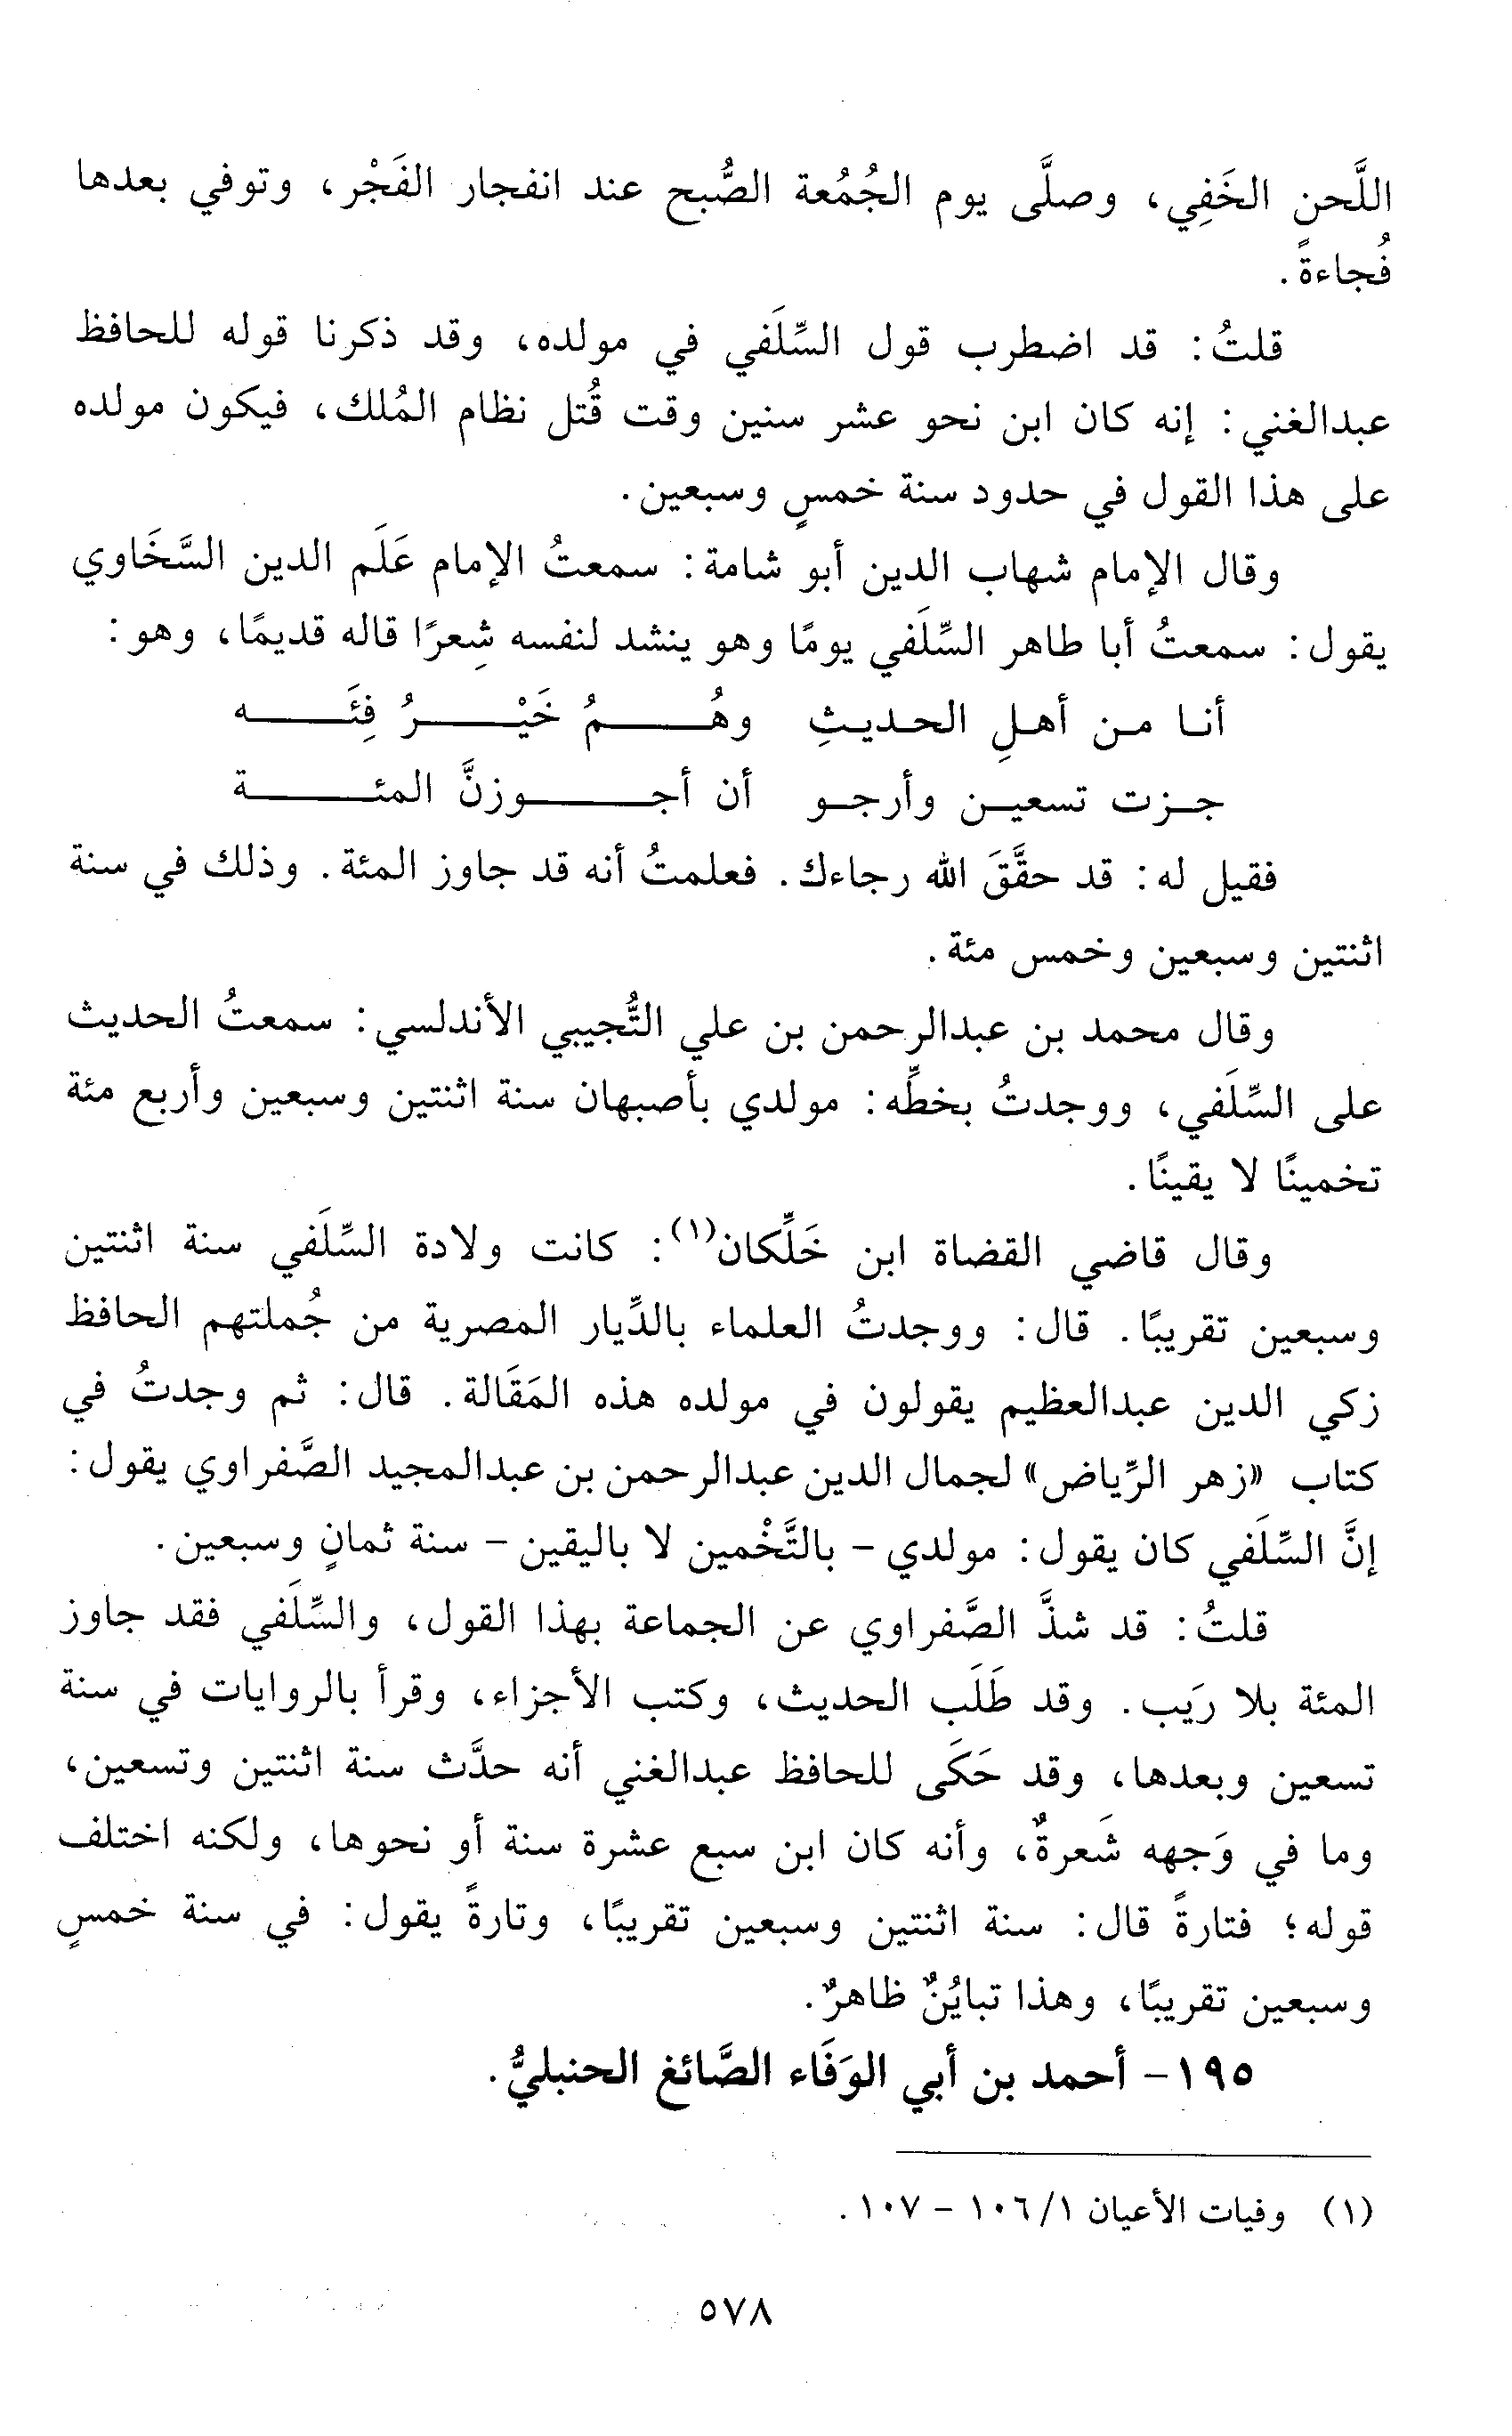 اللَّحن الخَفِي، وصلَّى يوم الجُمُعة الصُّبح عند انفجار الفَجْر، وتوفي بعدها
فُجاءةً.
قلتُ: قد اضطرب قول السِّلَفي في مولده، وقد ذكرنا قوله للحافظ
عبدالغني: إنه كان ابن نحو عشر سنين وقت قُتل نظام المُلك، فيكون مولده
على هذا القول في حدود سنة خمسٍ وسبعين.
وقال الإمام شهاب الدين أبو شامة: سمعتُ الإمام عَلَم الدين السَّخَاوي
يقول: سمعتُ أبا طاهر السِّلَفي يومًا وهو ينشد لنفسه شِعرًا قاله قديمًا، وهو:
أنا من أهلِ الحديثِ وهُمُ خَيْرُ فِئَه
جزت تسعين وأرجو أن أجوزنَّ المئة
فقيل له: قد حقَّقَ الله رجاءك. فعلمتُ أنه قد جاوز المئة. وذلك في سنة
اثنتين وسبعين وخمس مئة.
وقال محمد بن عبدالرحمن بن علي التُّجيبي الأندلسي: سمعتُ الحديث
على السِّلَفي، ووجدتُ بخطِّه: مولدي بأصبهان سنة اثنتين وسبعين وأربع مئة
تخمينًا لا يقينًا.
وقال قاضي القضاة ابن خَلِّكان(١): كانت ولادة السِّلَفي سنة اثنتين
وسبعين تقريبًا. قال: ووجدتُ العلماء بالدِّيار المصرية من جُملتهم الحافظ
زكي الدين عبدالعظيم يقولون في مولده هذه المَقَالة. قال: ثم وجدتُ في
كتاب «زهر الرِّياض» لجمال الدين عبدالرحمن بن عبدالمجيد الصَّفراوي يقول:
إنَّ السِّلَفي كان يقول: مولدي - بالتَّخْمين لا باليقين - سنة ثمانٍ وسبعين.
قلتُ: قد شذَّ الصَّفراوي عن الجماعة بهذا القول، والسِّلَفي فقد جاوز
المئة بلا رَيب. وقد طَلَب الحديث، وكتب الأجزاء، وقرأ بالروايات في سنة
تسعين وبعدها، وقد حَكَى للحافظ عبدالغني أنه حدَّث سنة اثنتين وتسعين،
وما في وَجهه شَعرةٌ، وأنه كان ابن سبع عشرة سنة أو نحوها، ولكنه اختلف
قوله؛ فتارةً قال: سنة اثنتين وسبعين تقريبًا، وتارةً يقول: في سنة خمسٍ
وسبعين تقريبًا، وهذا تبايُنٌ ظاهرٌ.
١٩٥- أحمد بن أبي الوَفَاء الصَّائغ الحنبليُّ.
(١) وفيات الأعيان ١/ ١٠٦ - ١٠٧.
٥٧٨